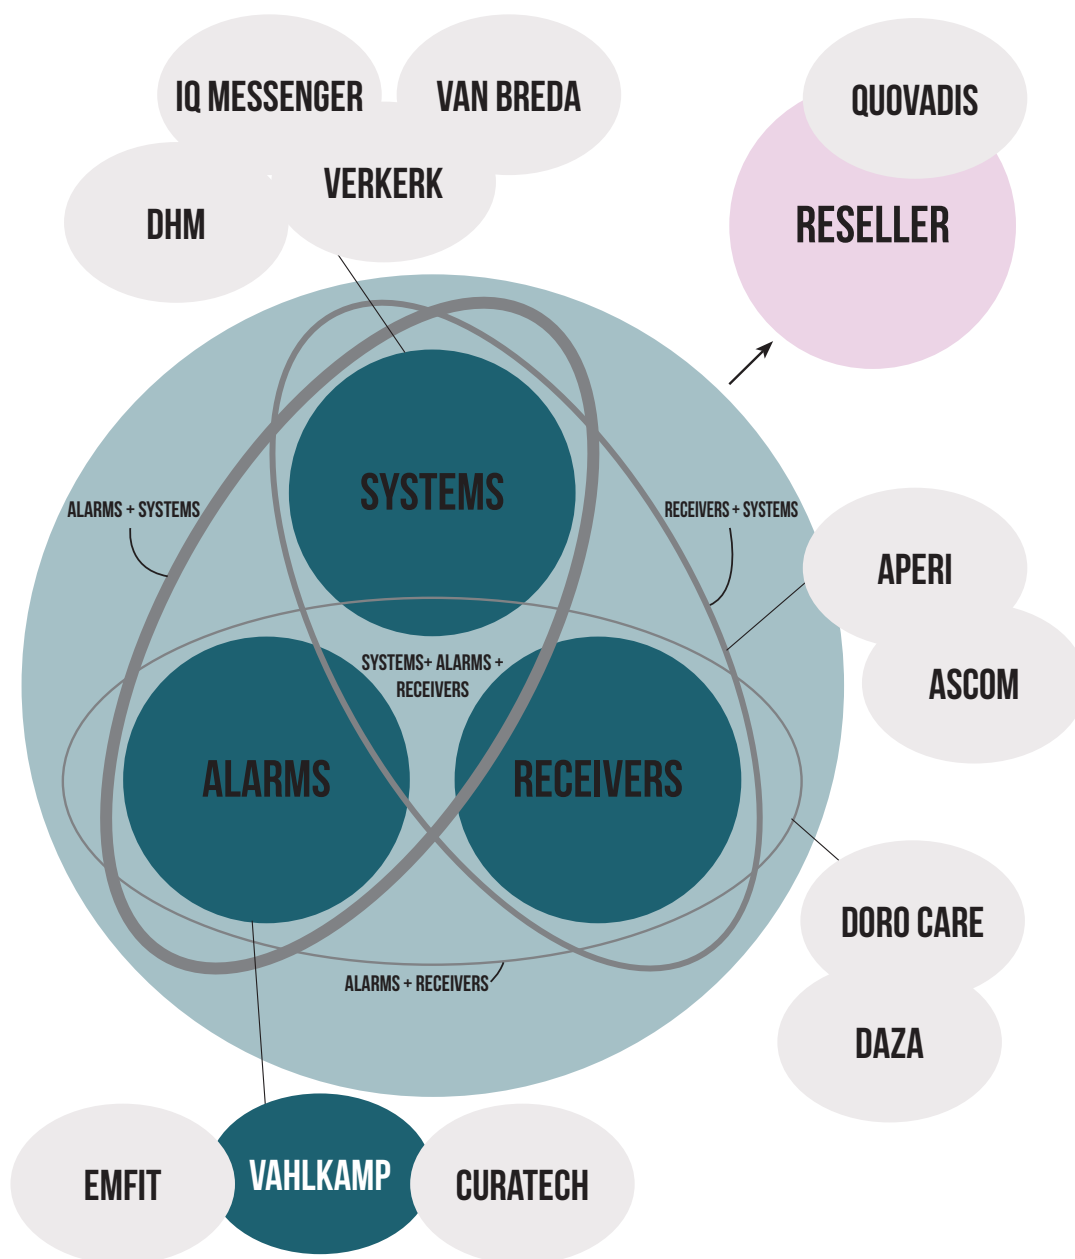 IQ MESSENGER
VAN BREDA
QUOVADIS
VERKERK
DHM
RESELLER
SYSTEMS
ALARMS + SYSTEMS
RECEIVERS + SYSTEMS
APERI
SYSTEMS+ ALARMS +
RECEIVERS
ASCOM
ALARMS
RECEIVERS
DORO CARE
ALARMS + RECEIVERS
DAZA
EMFIT
VAHLKAMP
CURATECH